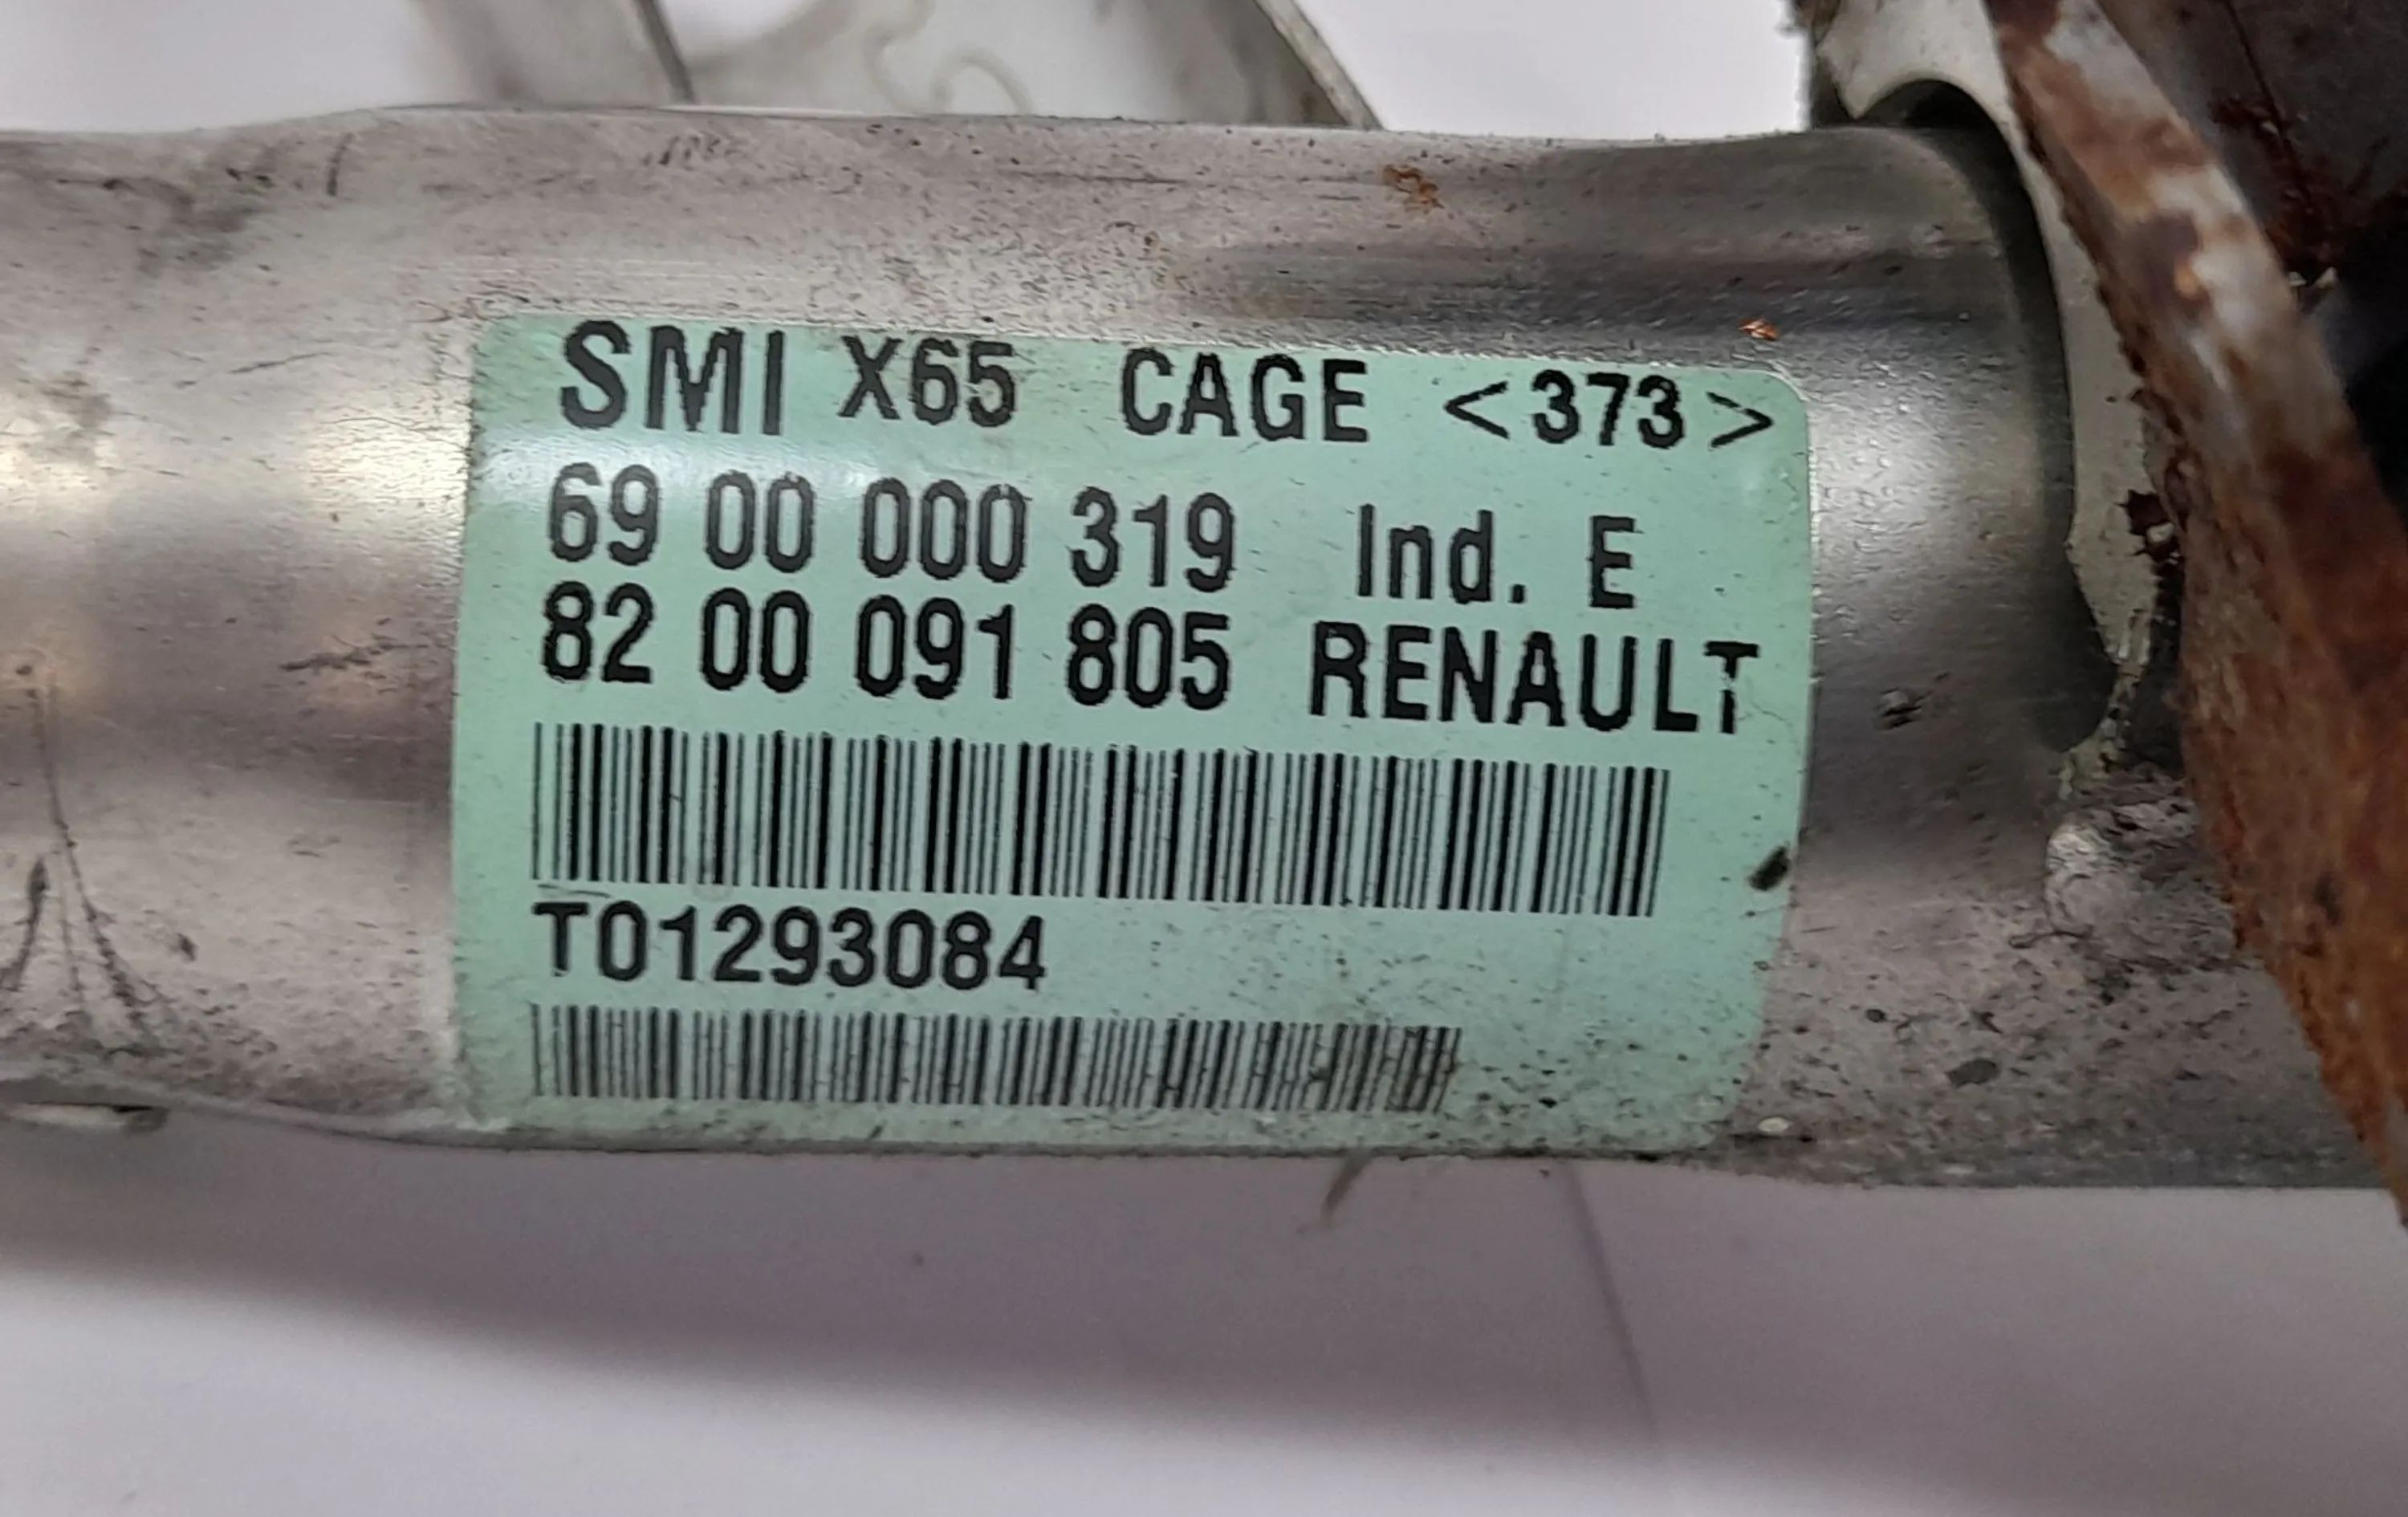 SMI X65 CAGE <373>
69 00 000 319 Ind. E
82 00 091 805 RENAULT
T01293084